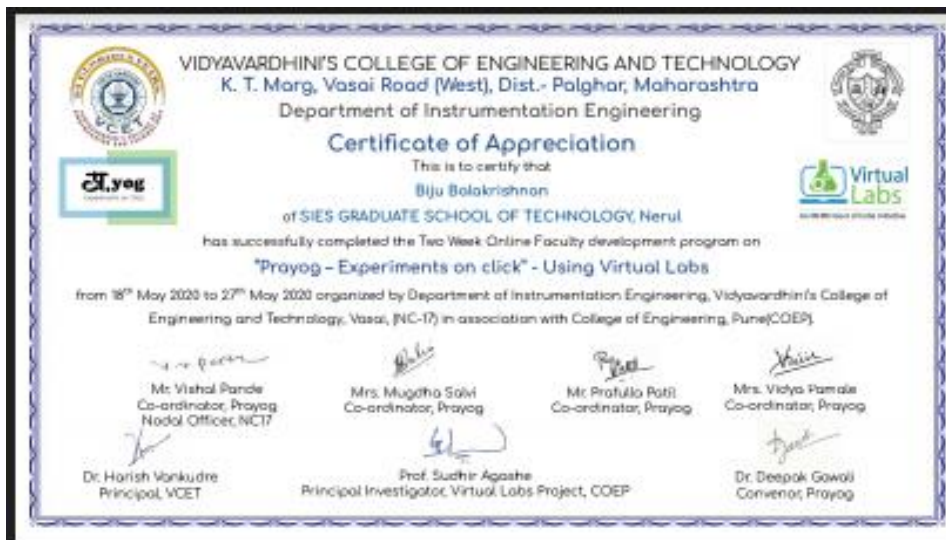 VIDYAVARDHINI'S COLLEGE OF ENGINEERING AND TECHNOLOGY
K. T. Marg, Vasai Road (West), Dist.- Palghar, Maharashtra
Department of Instrumentation Engineering
Certificate of Appreciation
This is to certify that
Biju Balakrishnan
of SIES GRADUATE SCHOOL OF TECHNOLOGY, Nerul
has successfully completed the Two Week Online Faculty development program on
"Prayog – Experiments on click" - Using Virtual Labs
from 18th May 2020 to 27th May 2020 organized by Department of Instrumentation Engineering, Vidyavardhini's College of
Engineering and Technology, Vasai, (NC-17) in association with College of Engineering, Pune(COEP).
VCET
प्र.yog
Virtual
Labs
Mr. Vishal Pande
Co-ordinator, Prayog
Nodal Officer, NC17
Mrs. Mugdha Salvi
Co-ordinator, Prayog
Mr. Prafulla Patil
Co-ordinator, Prayog
Mrs. Vidya Pamale
Co-ordinator, Prayog
Dr. Harish Vankudre
Principal, VCET
Prof. Sudhir Agashe
Principal Investigator, Virtual Labs Project, COEP
Dr. Deepak Gawali
Convenor, Prayog